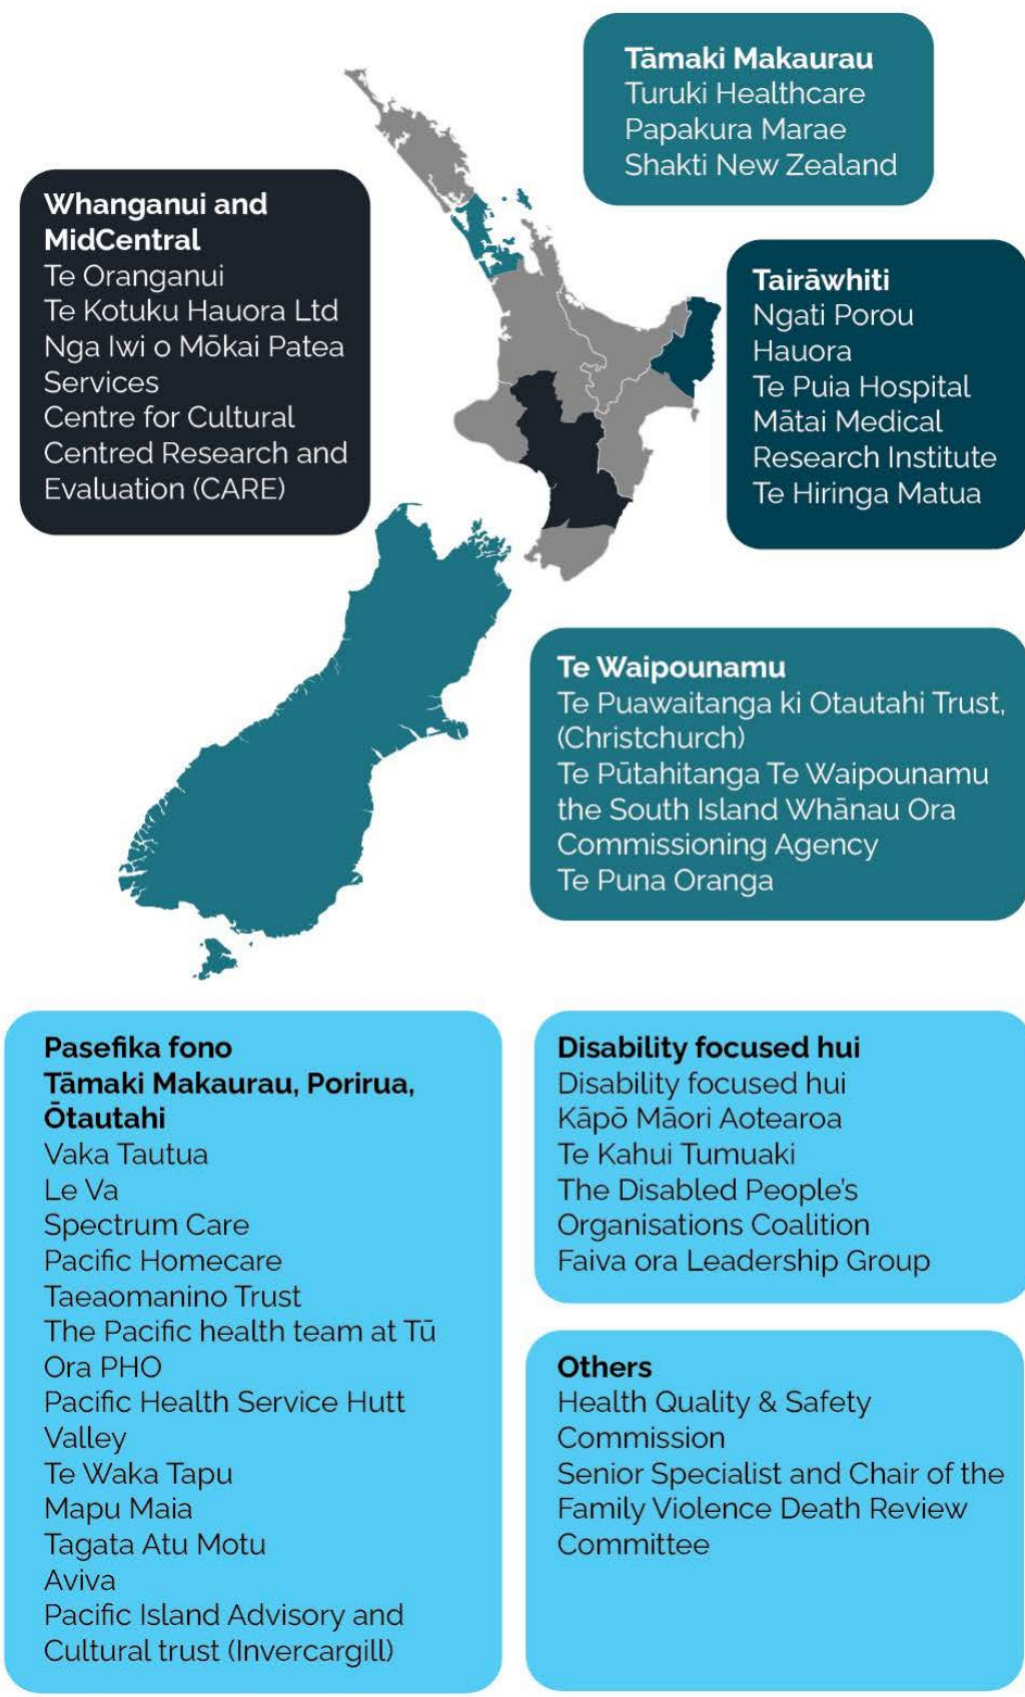 Tāmaki Makaurau
Turuki Healthcare
Papakura Marae
Shakti New Zealand
Whanganui and
MidCentral
Te Oranganui
Te Kotuku Hauora Ltd
Nga Iwi o Mōkai Patea
Services
Centre for Cultural
Centred Research and
Evaluation (CARE)
Tairāwhiti
Ngati Porou
Hauora
Te Puia Hospital
Mātai Medical
Research Institute
Te Hiringa Matua
Te Waipounamu
Te Puawaitanga ki Otautahi Trust,
(Christchurch)
Te Pūtahitanga Te Waipounamu
the South Island Whānau Ora
Commissioning Agency
Te Puna Oranga
Pasefika fono
Tāmaki Makaurau, Porirua,
Ōtautahi
Vaka Tautua
Le Va
Spectrum Care
Pacific Homecare
Taeaomanino Trust
The Pacific health team at Tū
Ora PHO
Pacific Health Service Hutt
Valley
Te Waka Tapu
Mapu Maia
Tagata Atu Motu
Aviva
Pacific Island Advisory and
Cultural trust (Invercargill)
Disability focused hui
Disability focused hui
Kāpō Māori Aotearoa
Te Kahui Tumuaki
The Disabled People's
Organisations Coalition
Faiva ora Leadership Group
Others
Health Quality & Safety
Commission
Senior Specialist and Chair of the
Family Violence Death Review
Committee